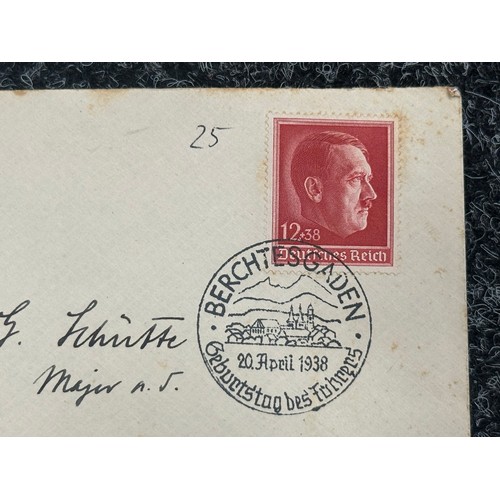 25
12+38
Deutsches Reich
· BERCHTESGADEN ·
20. April 1938
Geburtstag des Führers
G. Schütte
Major a. D.